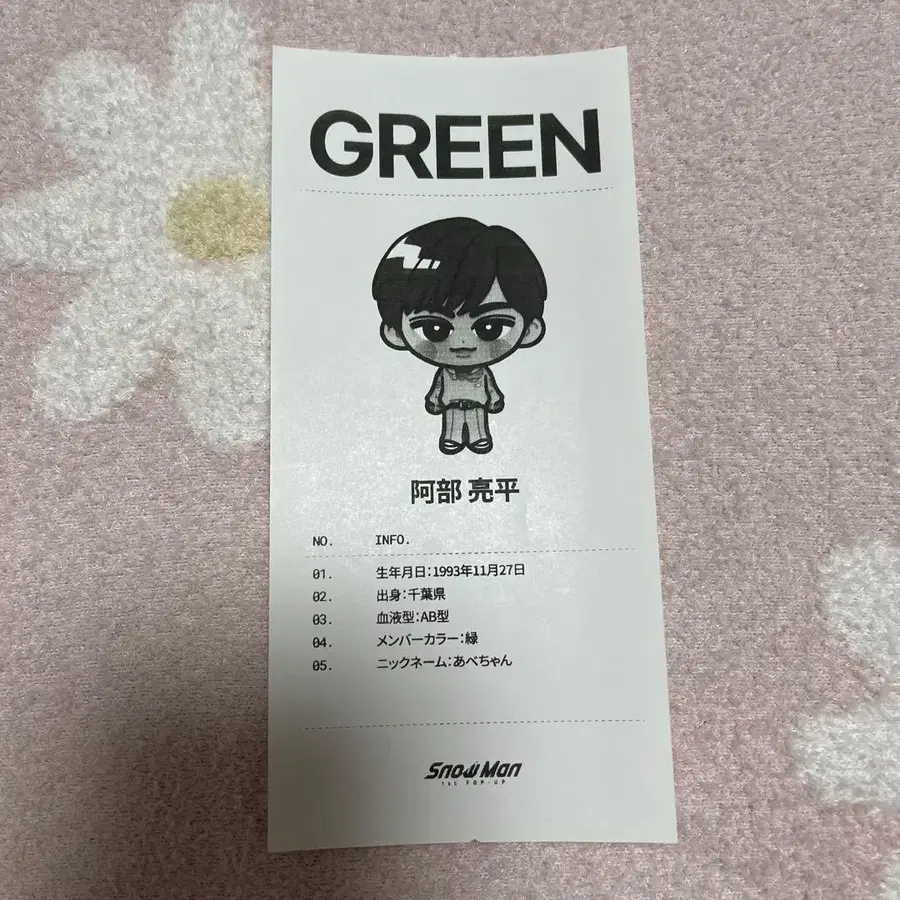 GREEN
阿部 亮平
NO. INFO.
01. 生年月日:1993年11月27日
02. 出身:千葉県
03. 血液型:AB型
04. メンバーカラー:緑
05. ニックネーム:あべちゃん
Snow Man
1st POP-UP